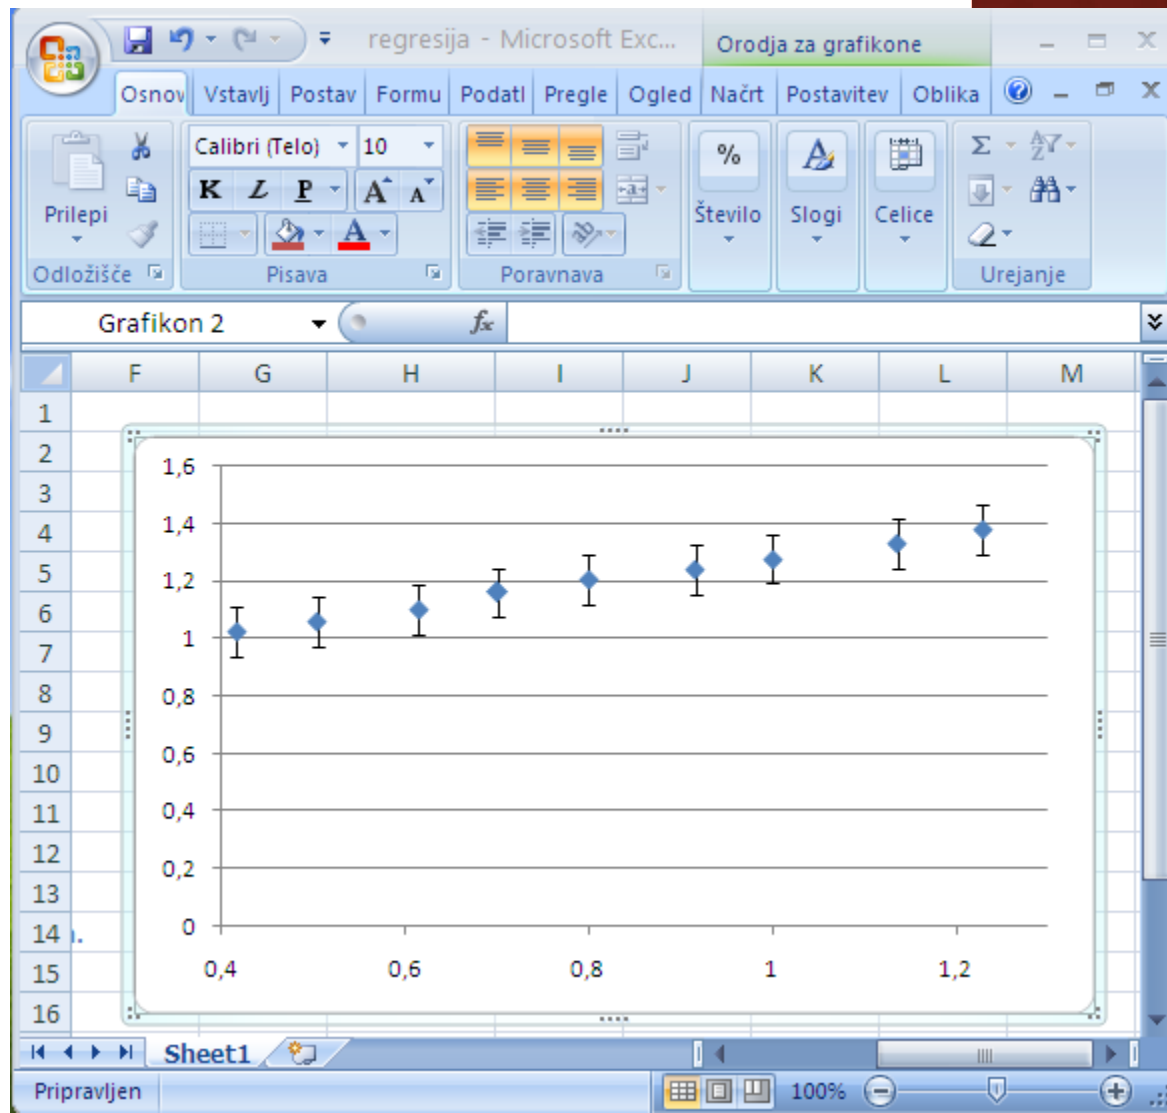 regresija - Microsoft Exc... Orodja za grafikone
Osnov Vstavlj Postav Formu Podatl Pregle Ogled Načrt Postavitev Oblika
Calibri (Telo) 10
K L P A A
A
Prilepi
% Število
A Slogi
Celice
Σ A Z
Odložišče Pisava Poravnava Urejanje
Grafikon 2 fx
F G H I J K L M
1
2
3
4
5
6
7
8
9
10
11
12
13
14
15
16
1,6
1,4
1,2
1
0,8
0,6
0,4
0,2
0
0,4 0,6 0,8 1 1,2
Sheet1
Pripravljen 100%